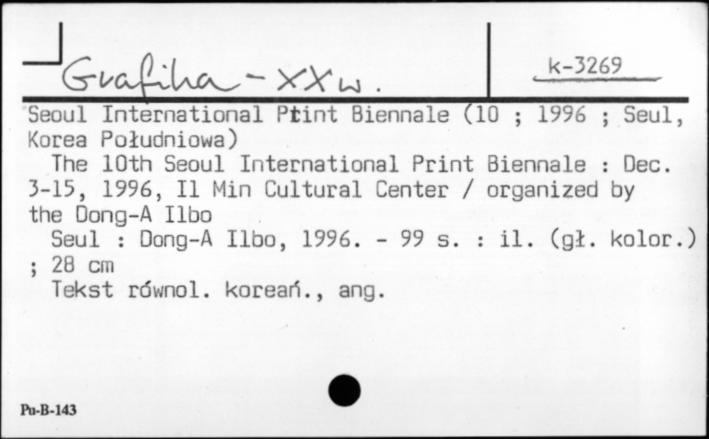 Grafika - XX w.
k-3269
Seoul International Print Biennale (10 ; 1996 ; Seul,
Korea Południowa)
The 10th Seoul International Print Biennale : Dec.
3-15, 1996, Il Min Cultural Center / organized by
the Dong-A Ilbo
Seul : Dong-A Ilbo, 1996. - 99 s. : il. (gł. kolor.)
; 28 cm
Tekst równol. koreań., ang.
Pu-B-143